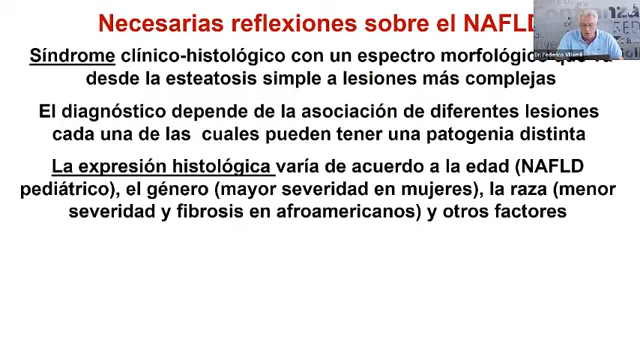 Necesarias reflexiones sobre el NAFLD
Síndrome clínico-histológico con un espectro morfológico que va
desde la esteatosis simple a lesiones más complejas
El diagnóstico depende de la asociación de diferentes lesiones
cada una de las cuales pueden tener una patogenia distinta
La expresión histológica varía de acuerdo a la edad (NAFLD
pediátrico), el género (mayor severidad en mujeres), la raza (menor
severidad y fibrosis en afroamericanos) y otros factores
Dr. Federico Villamil